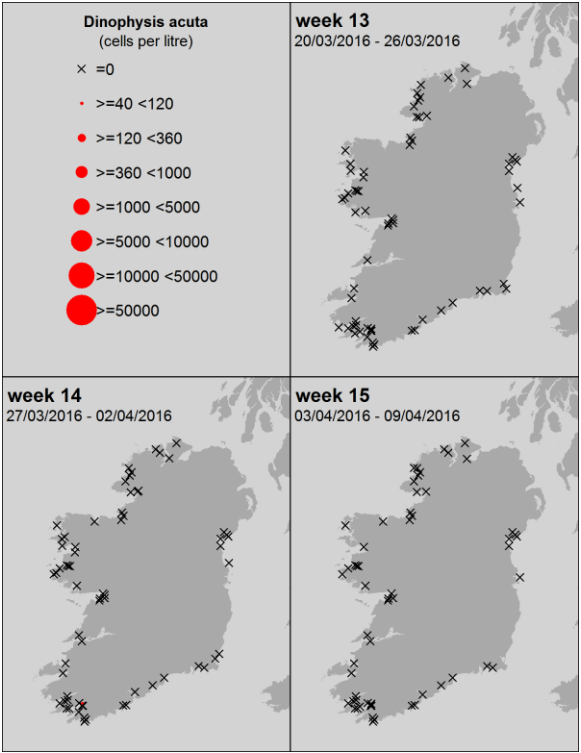 Dinophysis acuta
(cells per litre)
=0
>=40 <120
>=120 <360
>=360 <1000
>=1000 <5000
>=5000 <10000
>=10000 <50000
>=50000
week 13
20/03/2016 - 26/03/2016
week 14
27/03/2016 - 02/04/2016
week 15
03/04/2016 - 09/04/2016